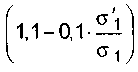 (1,1 – 0,1 · σ′₁ / σ₁)